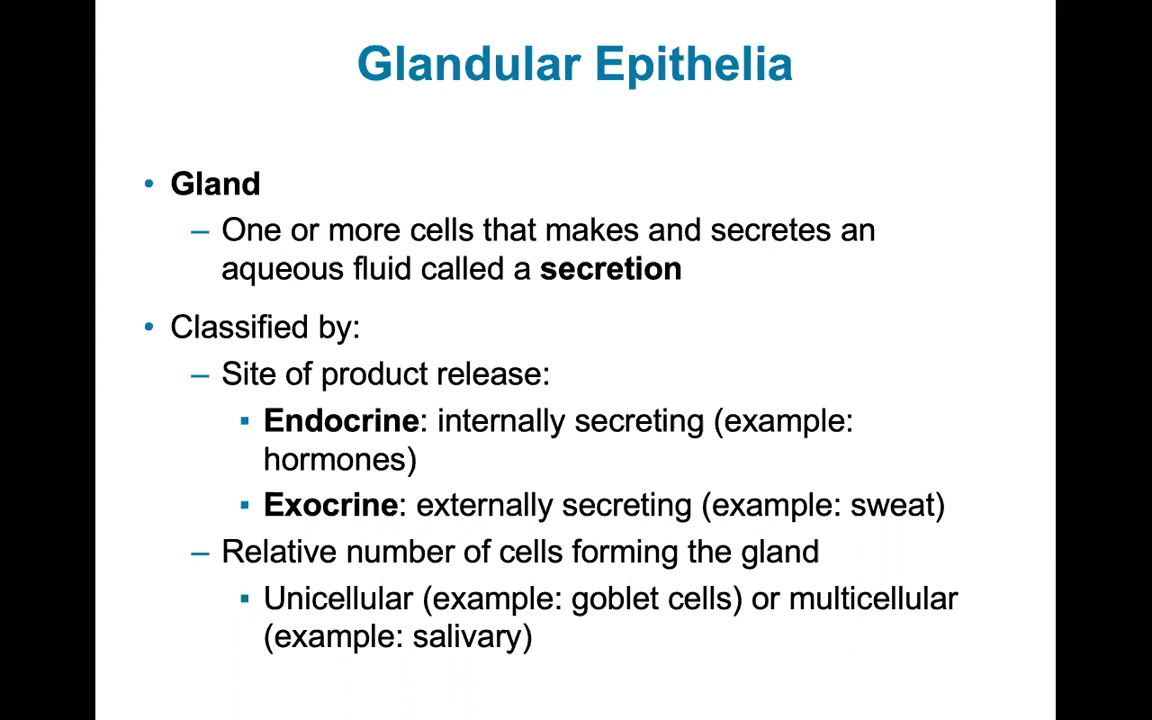 Glandular Epithelia
• Gland
– One or more cells that makes and secretes an
aqueous fluid called a secretion
• Classified by:
– Site of product release:
▪ Endocrine: internally secreting (example:
hormones)
▪ Exocrine: externally secreting (example: sweat)
– Relative number of cells forming the gland
▪ Unicellular (example: goblet cells) or multicellular
(example: salivary)